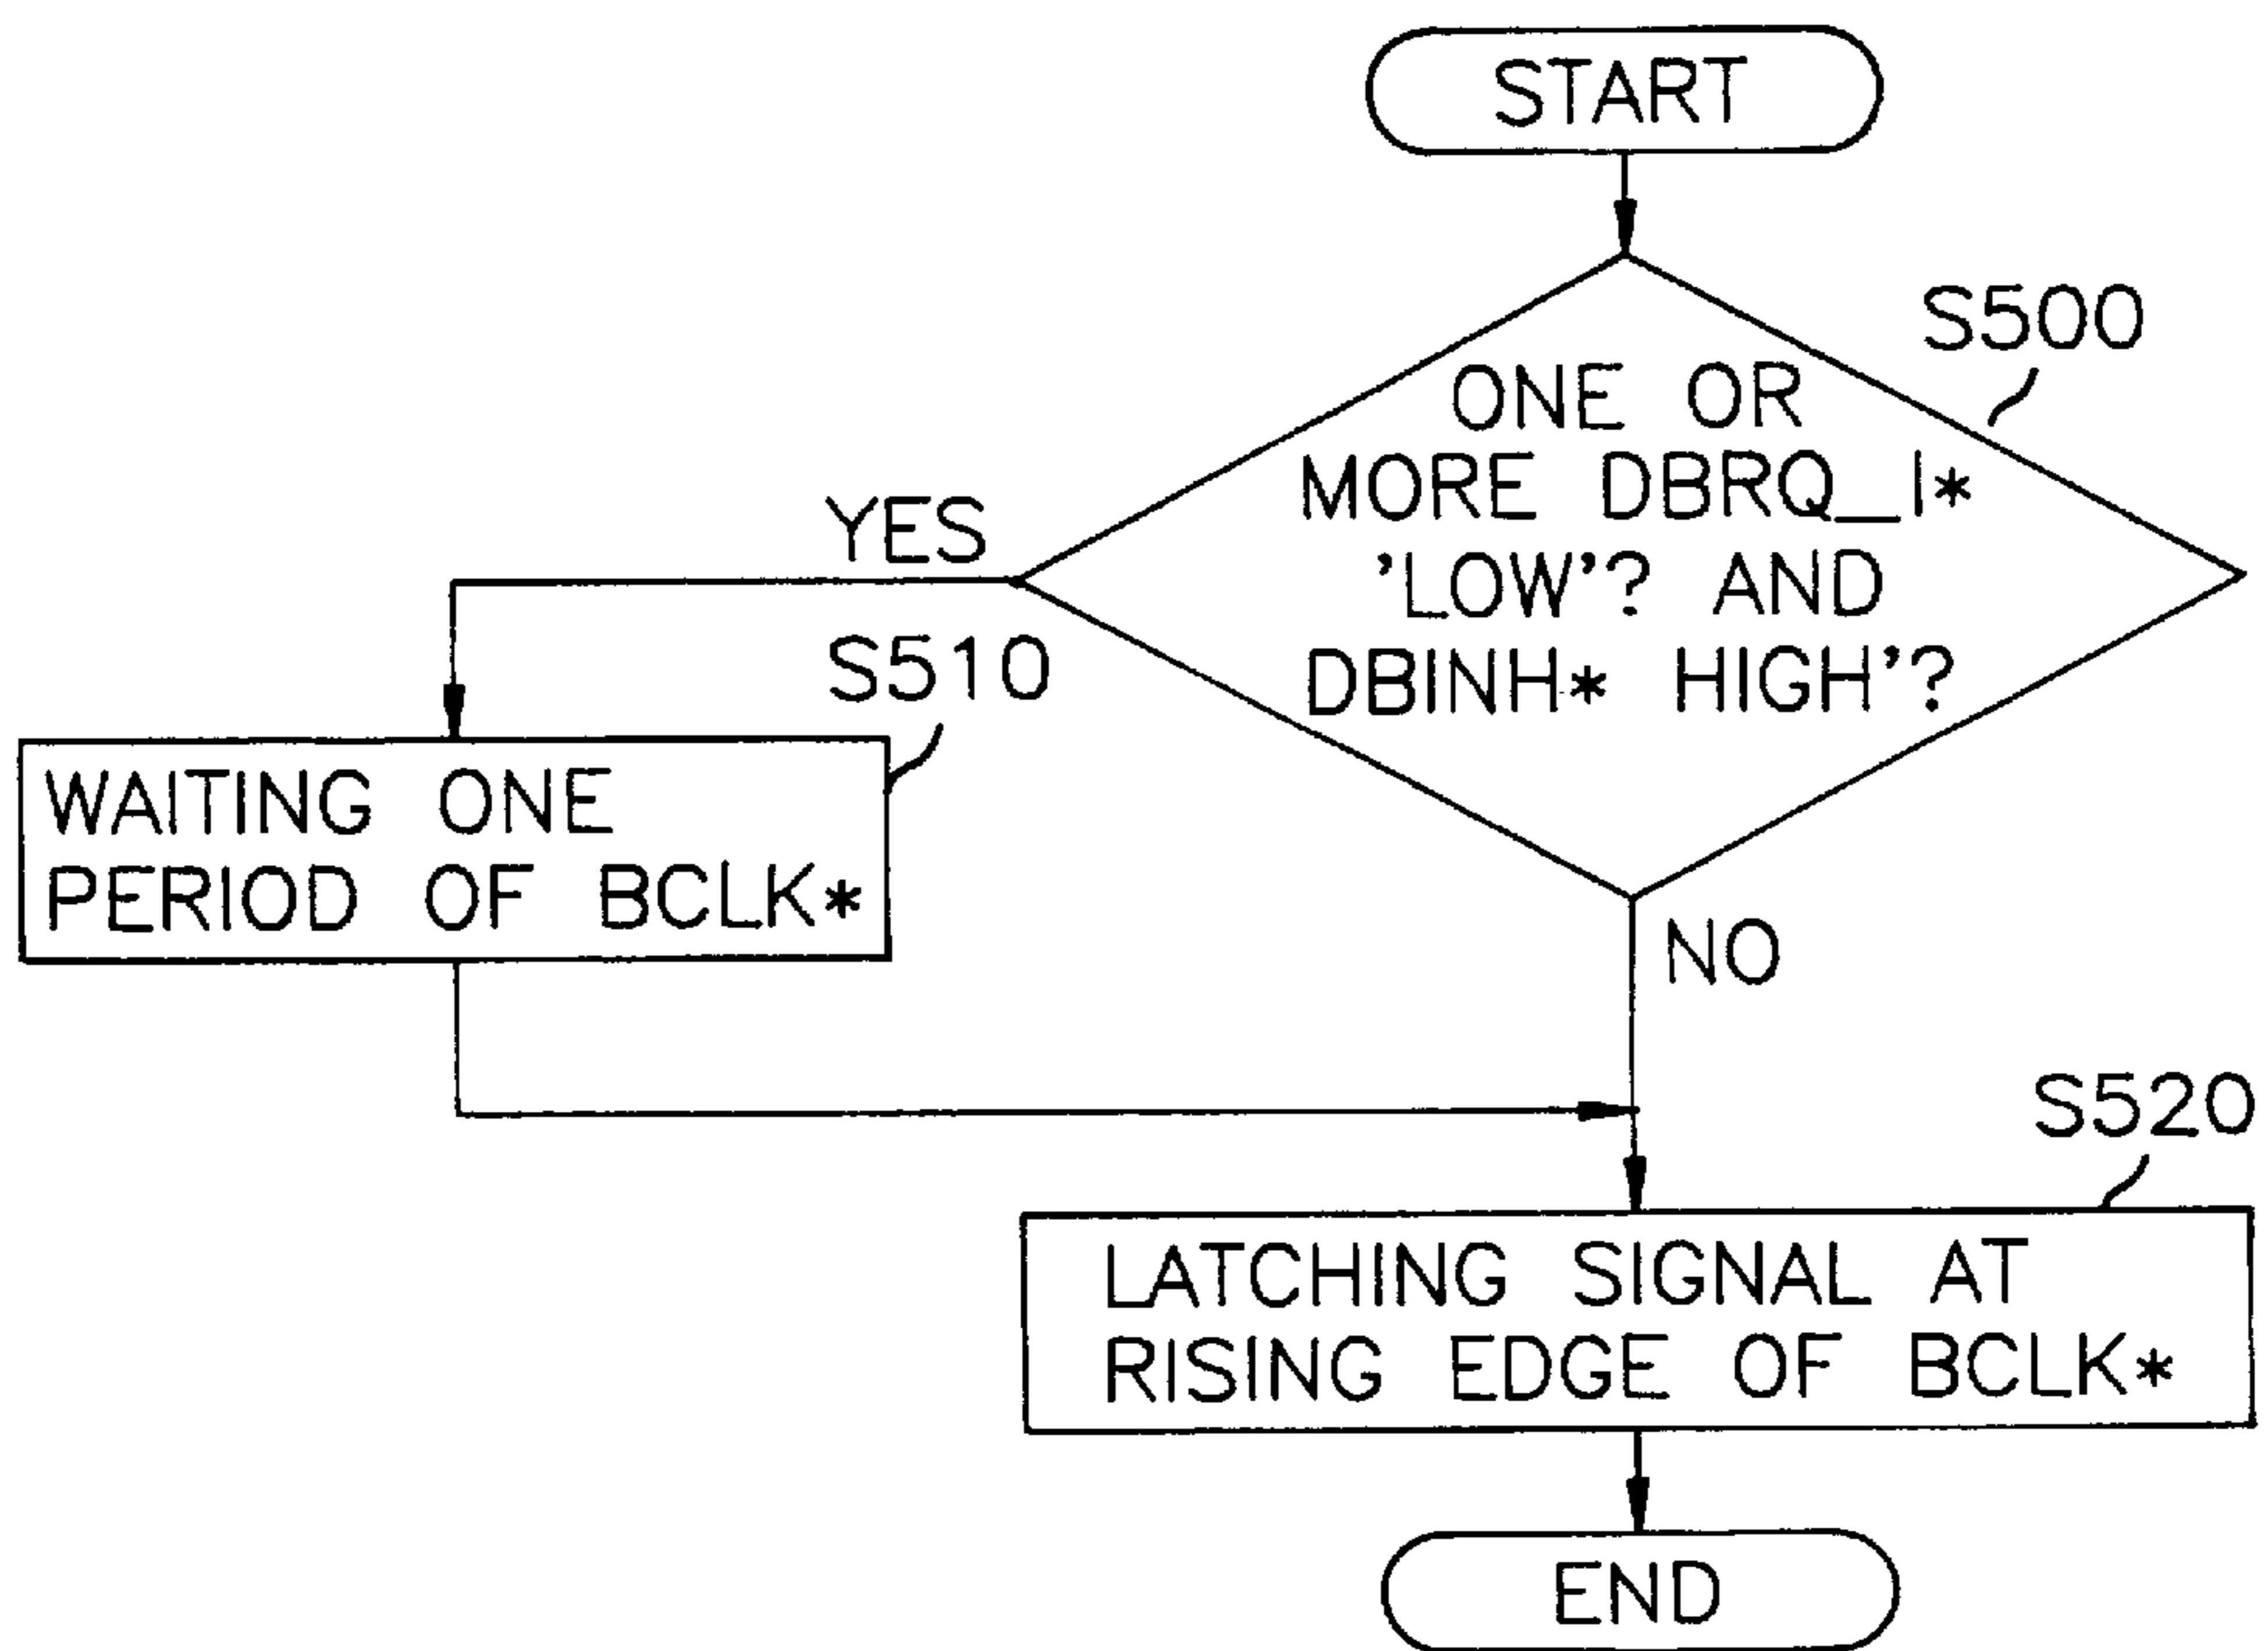 START
S500
ONE OR
MORE DBRQ_I*
'LOW'? AND
DBINH* HIGH'?
YES
S510
WAITING ONE
PERIOD OF BCLK*
NO
S520
LATCHING SIGNAL AT
RISING EDGE OF BCLK*
END